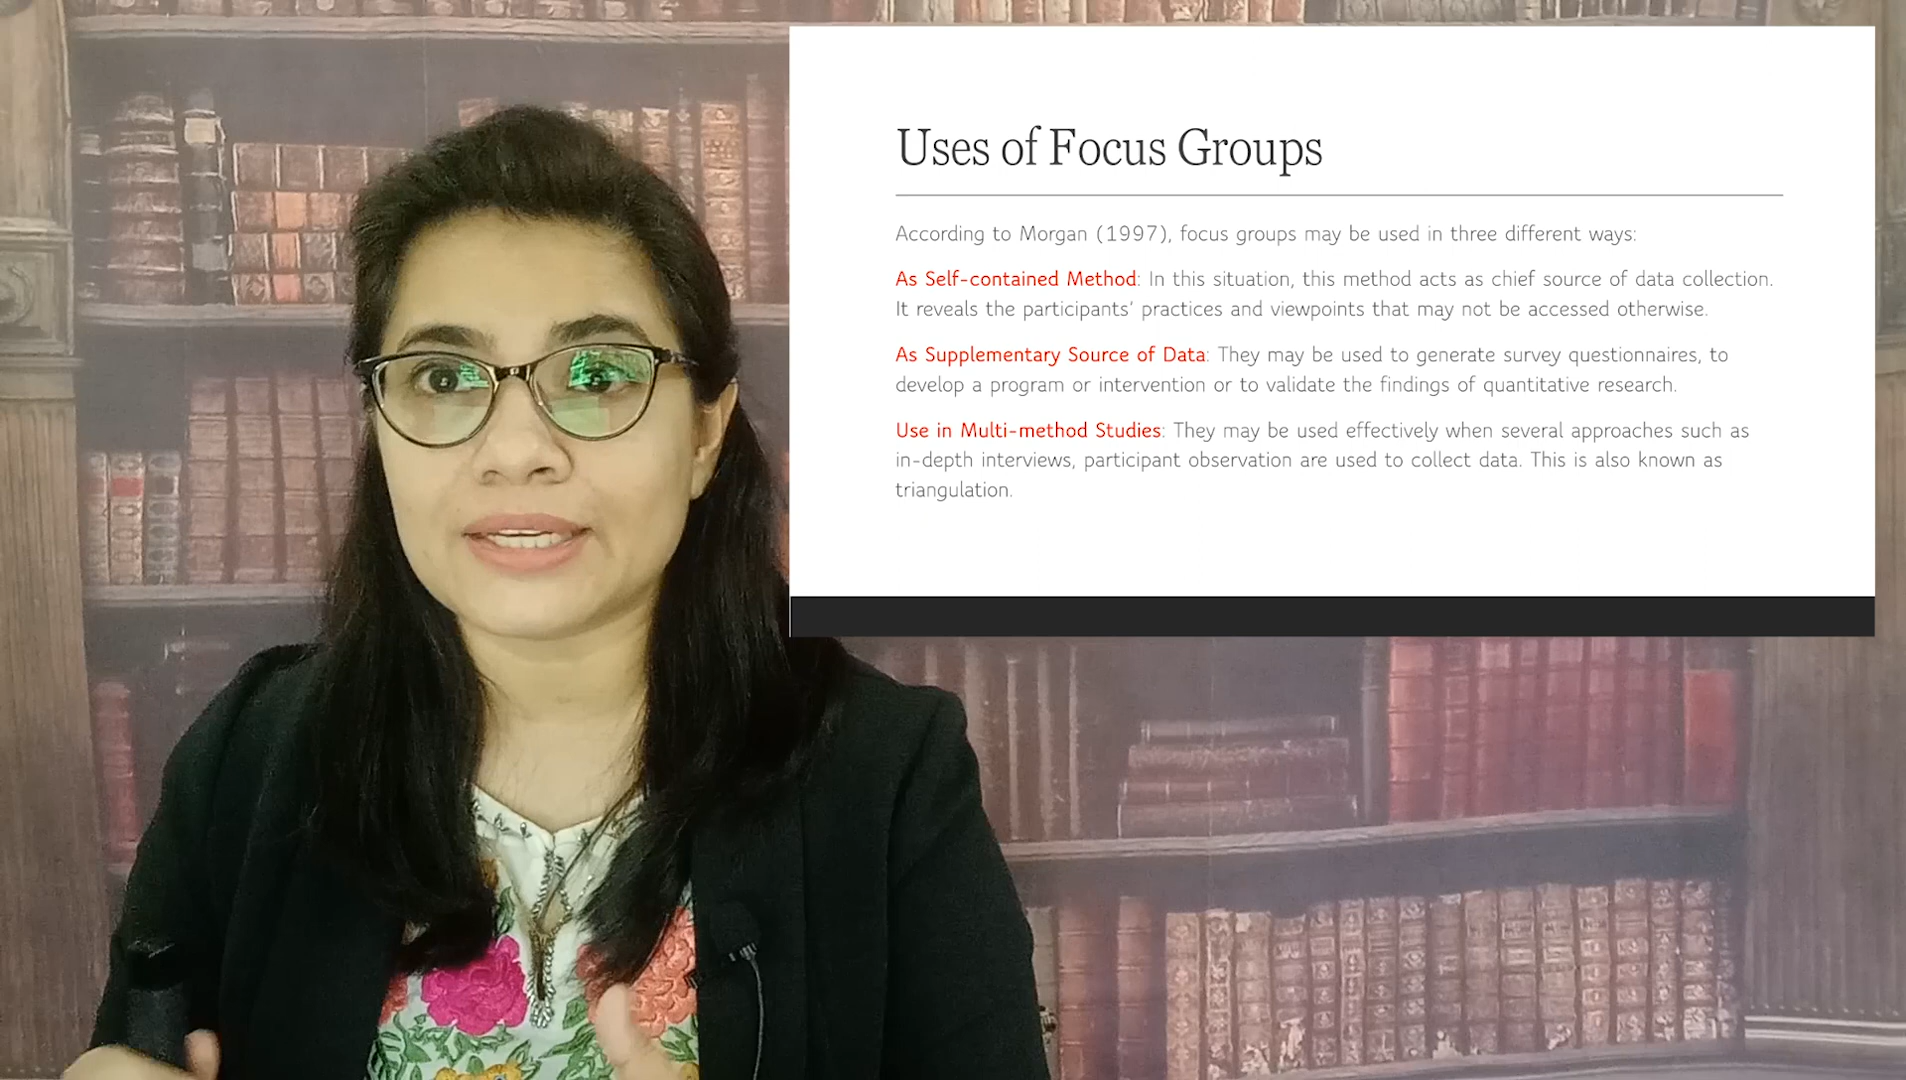 Uses of Focus Groups
According to Morgan (1997), focus groups may be used in three different ways:
As Self-contained Method: In this situation, this method acts as chief source of data collection.
It reveals the participants' practices and viewpoints that may not be accessed otherwise.
As Supplementary Source of Data: They may be used to generate survey questionnaires, to
develop a program or intervention or to validate the findings of quantitative research.
Use in Multi-method Studies: They may be used effectively when several approaches such as
in-depth interviews, participant observation are used to collect data. This is also known as
triangulation.